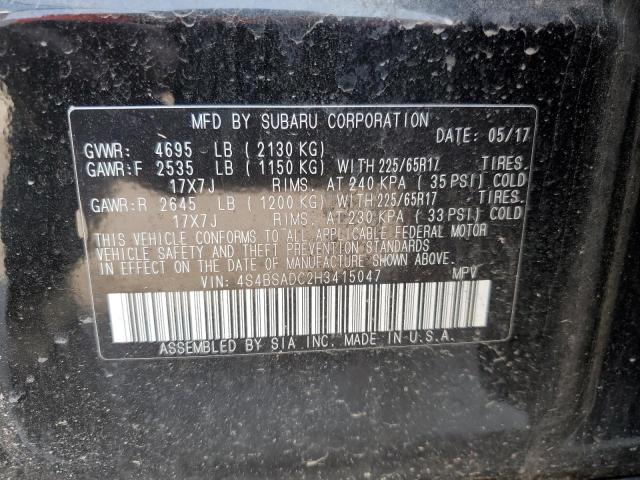 MFD BY SUBARU CORPORATION
DATE: 05/17
GVWR: 4695 LB (2130 KG)
GAWR:F 2535 LB (1150 KG) WITH 225/65R17 TIRES.
17X7J RIMS. AT 240 KPA (35 PSI) COLD
GAWR:R 2645 LB (1200 KG) WITH 225/65R17 TIRES.
17X7J RIMS. AT 230 KPA (33 PSI) COLD
THIS VEHICLE CONFORMS TO ALL APPLICABLE FEDERAL MOTOR
VEHICLE SAFETY AND THEFT PREVENTION STANDARDS
IN EFFECT ON THE DATE OF MANUFACTURE SHOWN ABOVE.
VIN: 4S4BSADC2H3415047 MPV
ASSEMBLED BY SIA INC. MADE IN U.S.A.